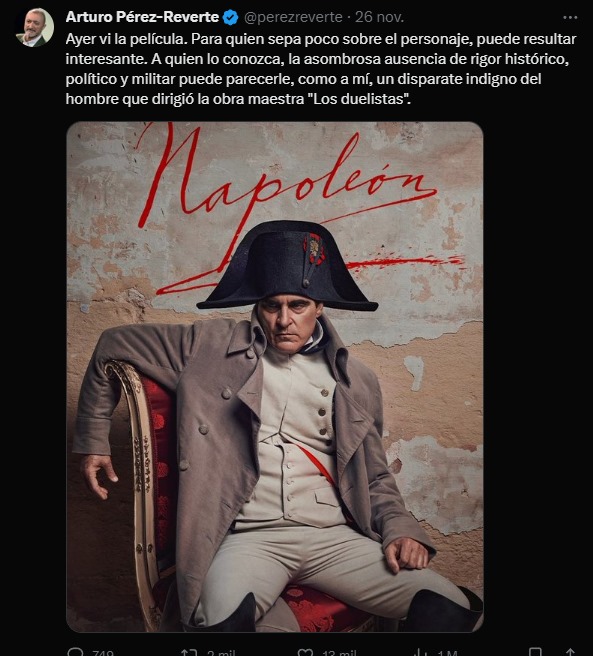 Arturo Pérez-Reverte @perezreverte · 26 nov.
Ayer vi la película. Para quien sepa poco sobre el personaje, puede resultar
interesante. A quien lo conozca, la asombrosa ausencia de rigor histórico,
político y militar puede parecerle, como a mí, un disparate indigno del
hombre que dirigió la obra maestra "Los duelistas".
Napoleón
749 2 mil 13 mil 1 M